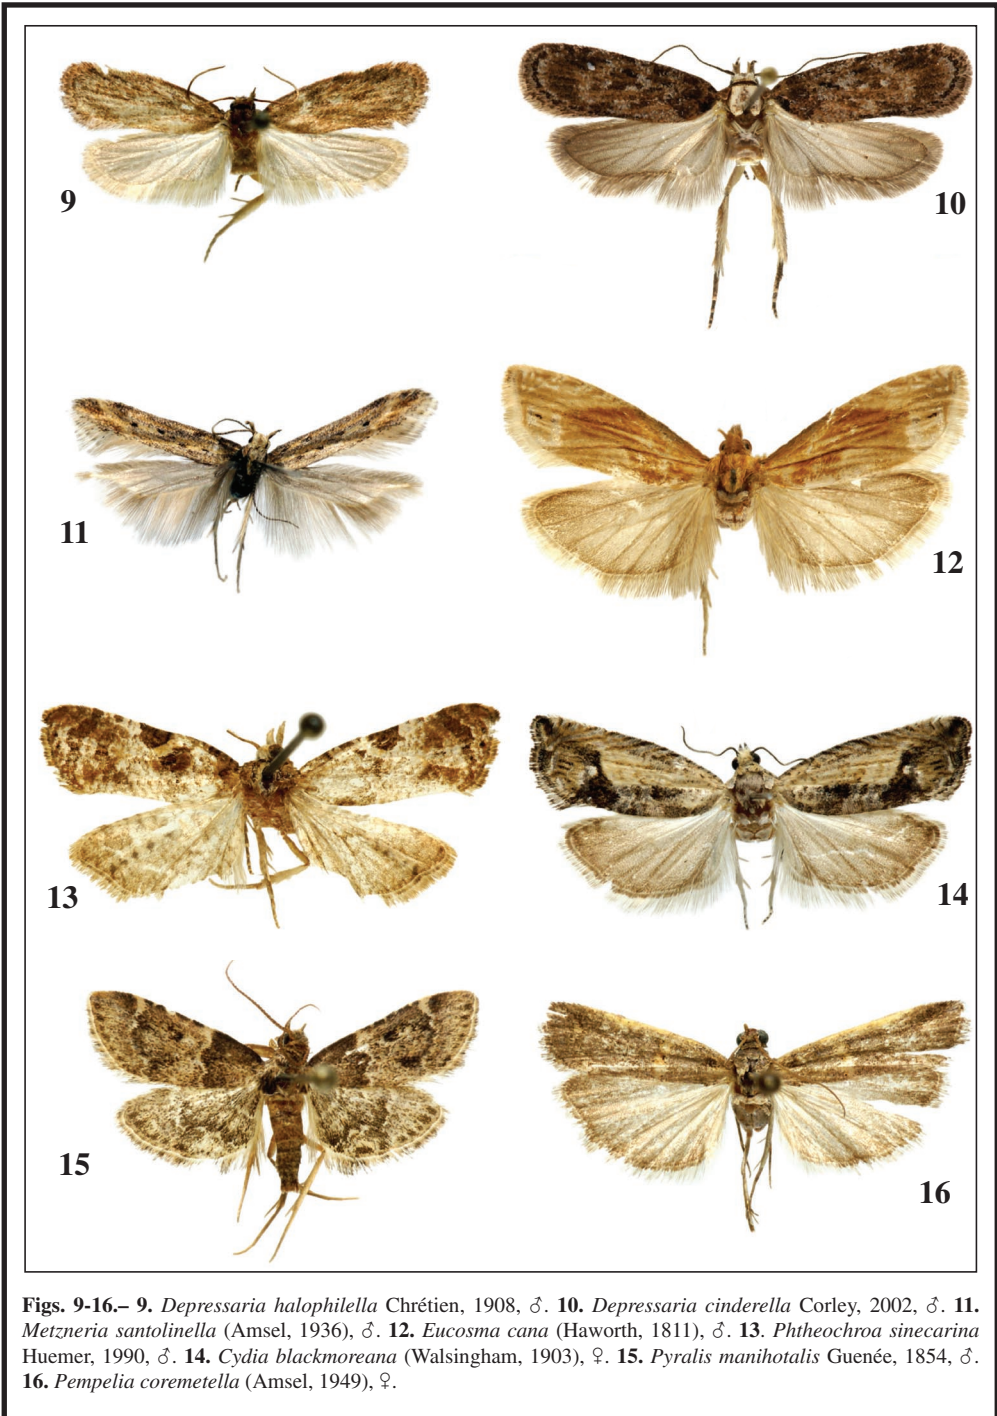 9
10
11
12
13
14
15
16
Figs. 9-16.– 9. Depressaria halophilella Chrétien, 1908, ♂. 10. Depressaria cinderella Corley, 2002, ♂. 11.
Metzneria santolinella (Amsel, 1936), ♂. 12. Eucosma cana (Haworth, 1811), ♂. 13. Phtheochroa sinecarina
Huemer, 1990, ♂. 14. Cydia blackmoreana (Walsingham, 1903), ♀. 15. Pyralis manihotalis Guenée, 1854, ♂.
16. Pempelia coremetella (Amsel, 1949), ♀.